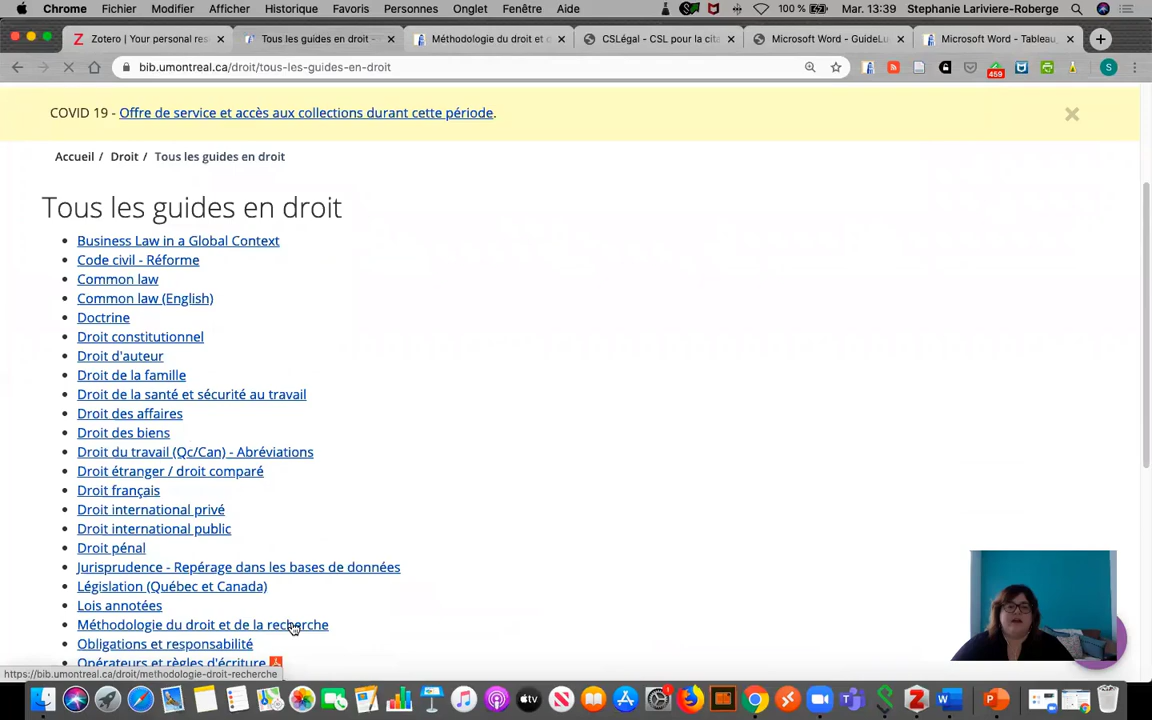 Chrome Fichier Modifier Afficher Historique Favoris Personnes Onglet Fenêtre Aide 100 % Mar. 13:39 Stephanie Lariviere-Roberge
Zotero | Your personal res Tous les guides en droit - Méthodologie du droit et c CSLégal - CSL pour la cita Microsoft Word - GuideLu Microsoft Word - Tableau_
bib.umontreal.ca/droit/tous-les-guides-en-droit 459 S
COVID 19 - Offre de service et accès aux collections durant cette période.
Accueil / Droit / Tous les guides en droit
Tous les guides en droit
Business Law in a Global Context
Code civil - Réforme
Common law
Common law (English)
Doctrine
Droit constitutionnel
Droit d'auteur
Droit de la famille
Droit de la santé et sécurité au travail
Droit des affaires
Droit des biens
Droit du travail (Qc/Can) - Abréviations
Droit étranger / droit comparé
Droit français
Droit international privé
Droit international public
Droit pénal
Jurisprudence - Repérage dans les bases de données
Législation (Québec et Canada)
Lois annotées
Méthodologie du droit et de la recherche
Obligations et responsabilité
Opérateurs et règles d'écriture
https://bib.umontreal.ca/droit/methodologie-droit-recherche